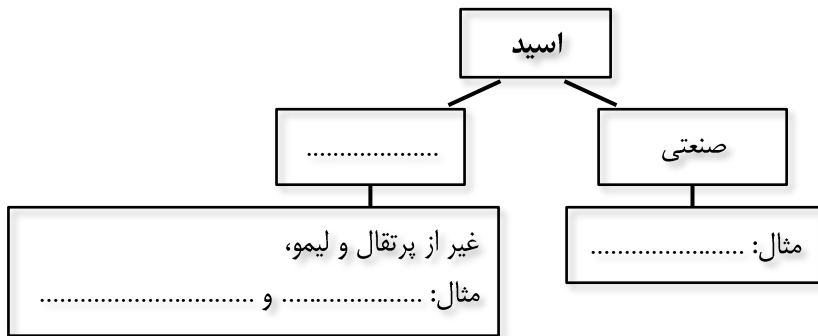 اسید
صنعتی
....................
مثال: .......................
غیر از پرتقال و لیمو،
مثال: ..................... و ................................